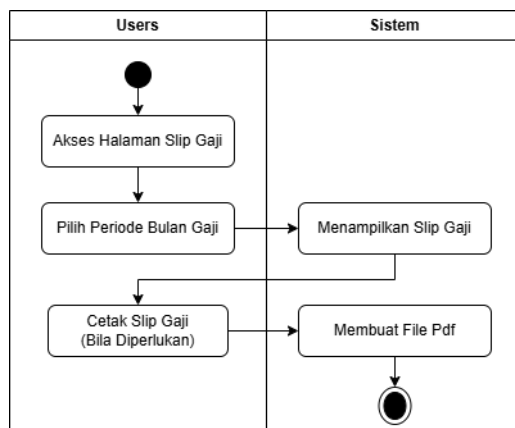 Users
Sistem
Akses Halaman Slip Gaji
Pilih Periode Bulan Gaji
Menampilkan Slip Gaji
Cetak Slip Gaji
(Bila Diperlukan)
Membuat File Pdf